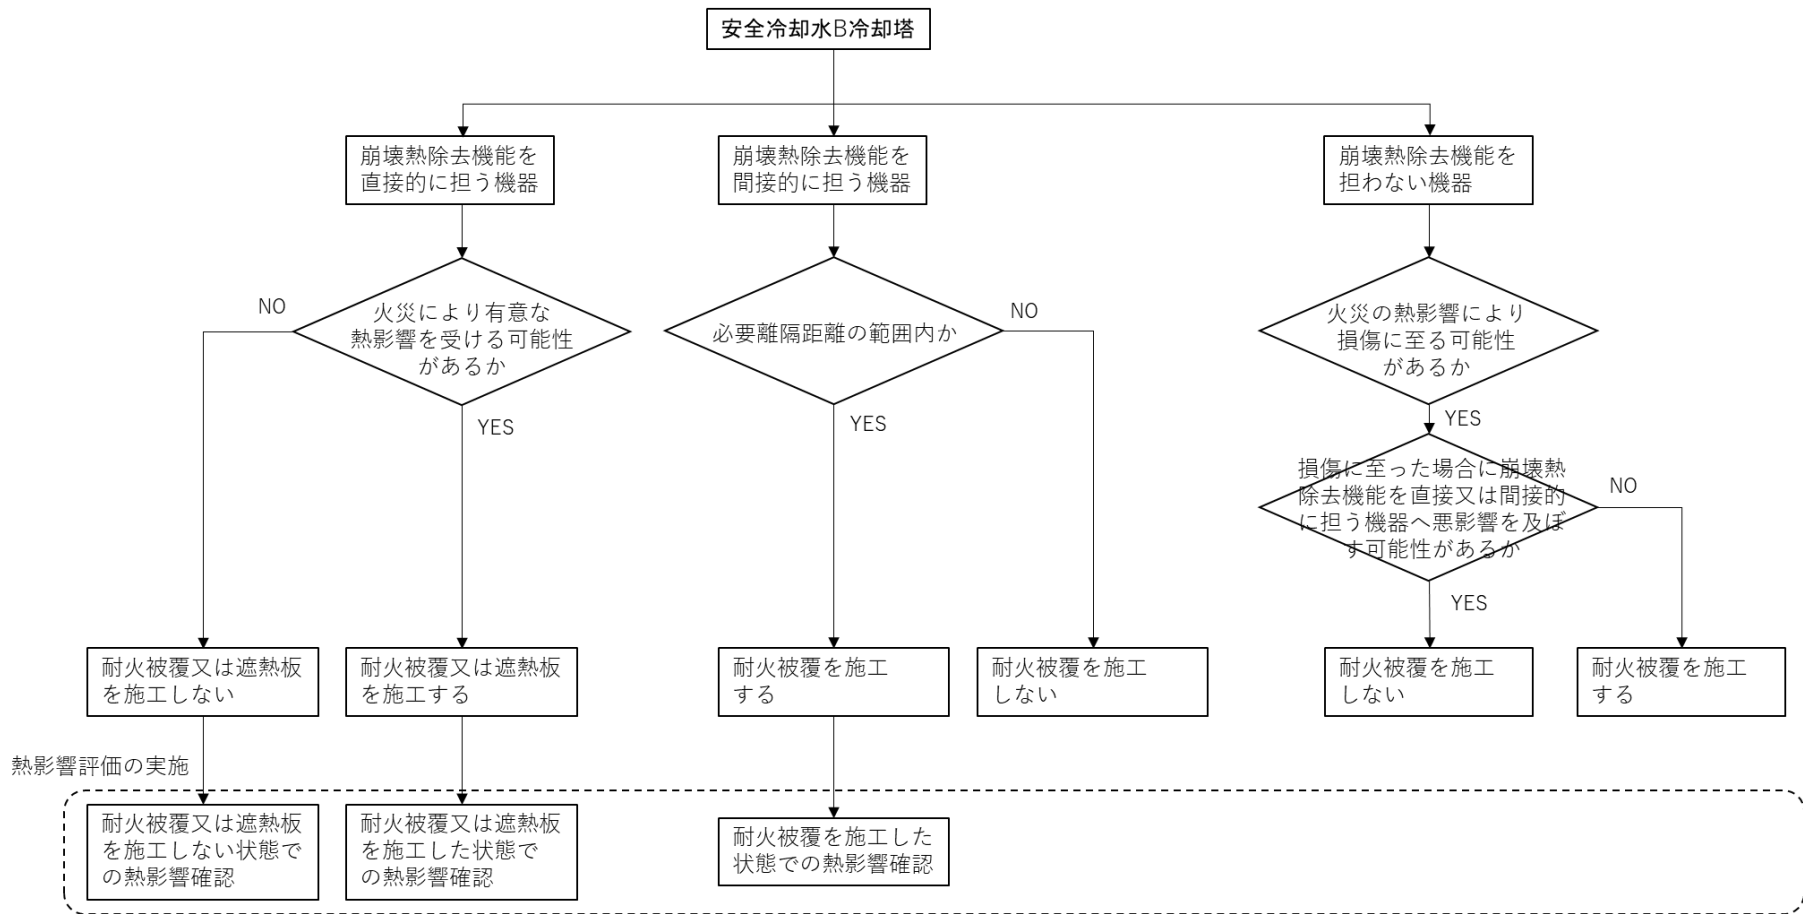 安全冷却水B冷却塔
崩壊熱除去機能を
直接的に担う機器
崩壊熱除去機能を
間接的に担う機器
崩壊熱除去機能を
担わない機器
火災により有意な
熱影響を受ける可能性
があるか
NO
YES
必要離隔距離の範囲内か
NO
YES
火災の熱影響により
損傷に至る可能性
があるか
YES
損傷に至った場合に崩壊熱
除去機能を直接又は間接的
に担う機器へ悪影響を及ぼ
す可能性があるか
NO
YES
耐火被覆又は遮熱板
を施工しない
耐火被覆又は遮熱板
を施工する
耐火被覆を施工
する
耐火被覆を施工
しない
耐火被覆を施工
しない
耐火被覆を施工
する
熱影響評価の実施
耐火被覆又は遮熱板
を施工しない状態で
の熱影響確認
耐火被覆又は遮熱板
を施工した状態で
の熱影響確認
耐火被覆を施工した
状態での熱影響確認